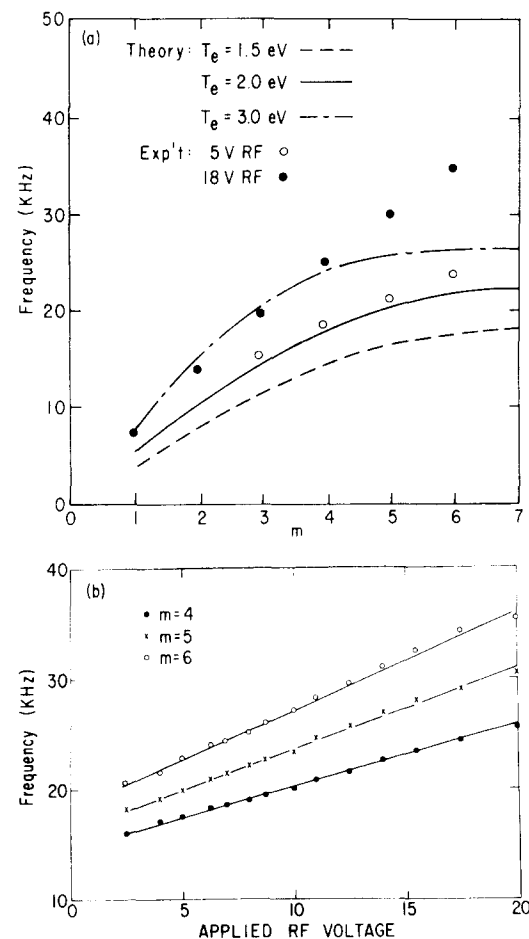 (a)
Theory: Te = 1.5 eV
Te = 2.0 eV
Te = 3.0 eV
Exp't: 5 V RF
18 V RF
Frequency (KHz)
50
40
30
20
10
0
0 1 2 3 4 5 6 7
m
(b)
m=4
m=5
m=6
Frequency (KHz)
40
30
20
10
0 5 10 15 20
APPLIED RF VOLTAGE